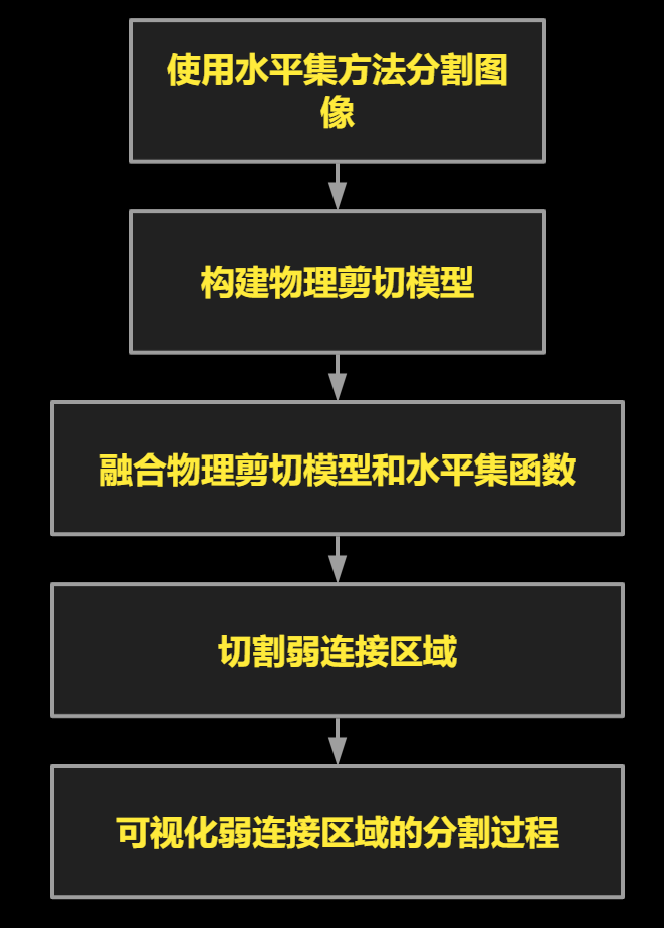 使用水平集方法分割图
像
构建物理剪切模型
融合物理剪切模型和水平集函数
切割弱连接区域
可视化弱连接区域的分割过程